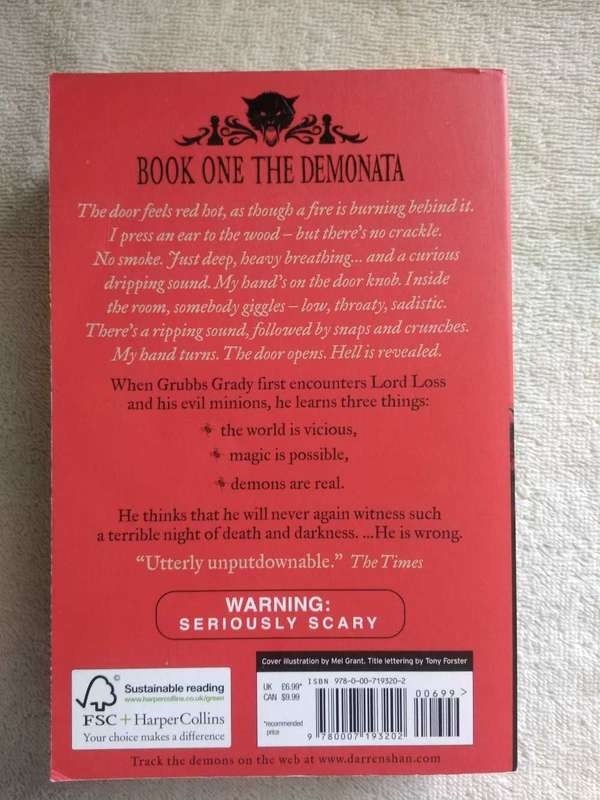 BOOK ONE THE DEMONATA
The door feels red hot, as though a fire is burning behind it.
I press an ear to the wood – but there's no crackle.
No smoke. Just deep, heavy breathing... and a curious
dripping sound. My hand's on the door knob. Inside
the room, somebody giggles – low, throaty, sadistic.
There's a ripping sound, followed by snaps and crunches.
My hand turns. The door opens. Hell is revealed.
When Grubbs Grady first encounters Lord Loss
and his evil minions, he learns three things:
the world is vicious,
magic is possible,
demons are real.
He thinks that he will never again witness such
a terrible night of death and darkness. ...He is wrong.
“Utterly unputdownable.” The Times
WARNING:
SERIOUSLY SCARY
©
Sustainable reading
www.harpercollins.co.uk/green
FSC + HarperCollins
Your choice makes a difference
Cover illustration by Mel Grant. Title lettering by Tony Forster
UK £6.99*
CAN $9.99
*recommended
price
ISBN 978-0-00-719320-2
00699 >
9 780007 193202
Track the demons on the web at www.darrenshan.com